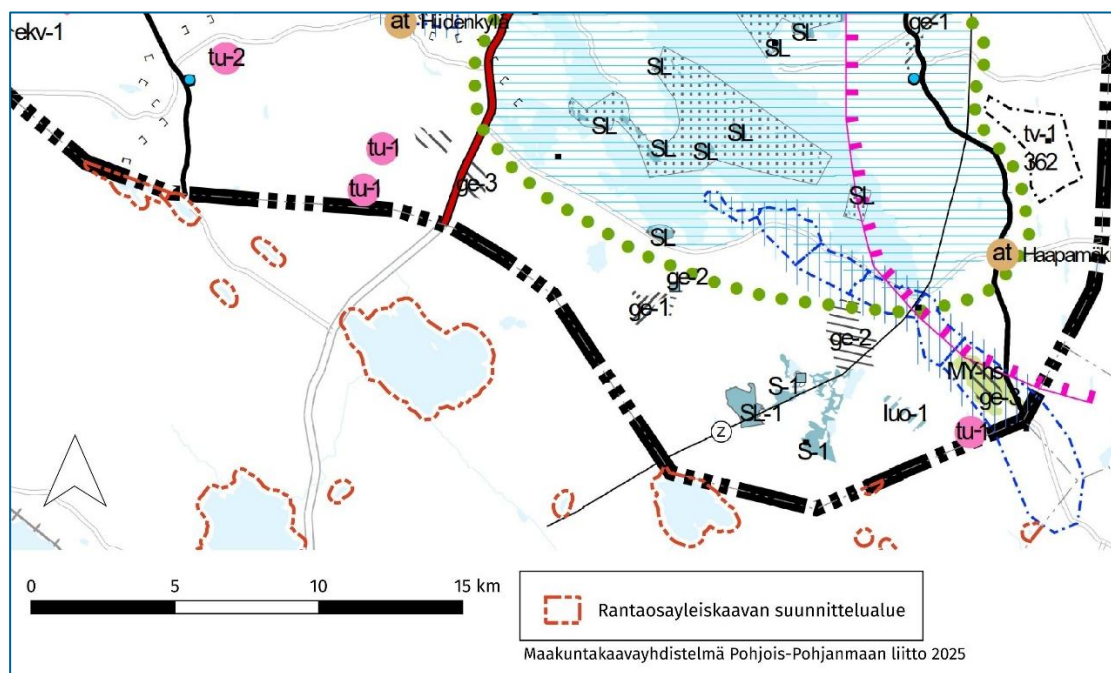 ekv-1
tu-2
at Hiidenkylä
SL
SL
ge-1
SL
SL
SL
SL
tu-1
tu-1
ge-3
tv-1
362
SL
SL
at Haapamäki
ge-2
ge-1
ge-2
MY-hs
ge-3
S-1
SL-1
luo-1
Z
S-1
tu-1
0 5 10 15 km
Rantaosayleiskaavan suunnittelualue
Maakuntakaavayhdistelmä Pohjois-Pohjanmaan liitto 2025